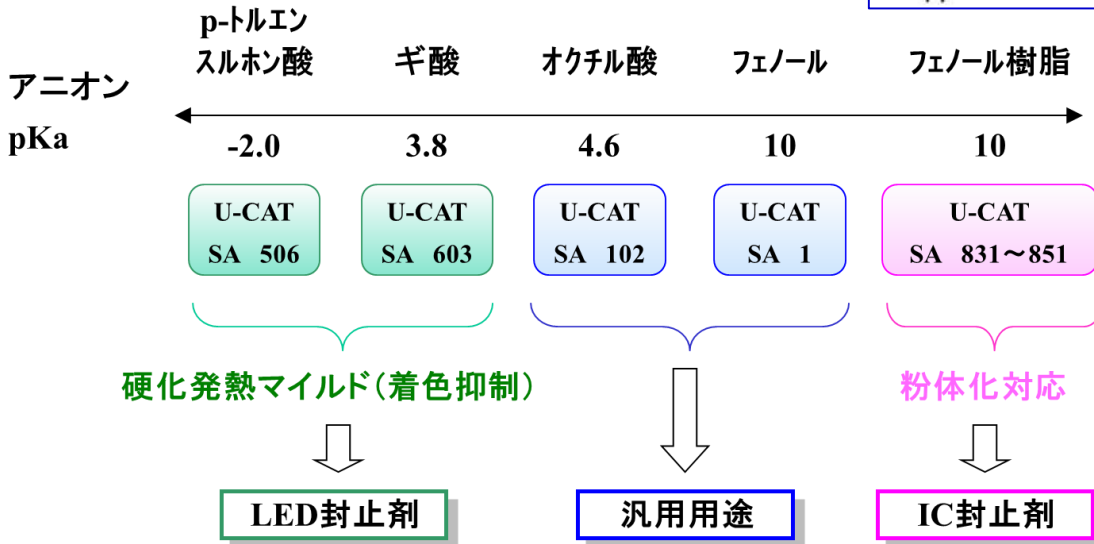 p-トルエン
スルホン酸
ギ酸
オクチル酸
フェノール
フェノール樹脂
アニオン
pKa
-2.0
3.8
4.6
10
10
U-CAT
SA 506
U-CAT
SA 603
U-CAT
SA 102
U-CAT
SA 1
U-CAT
SA 831～851
硬化発熱マイルド(着色抑制)
粉体化対応
LED封止剤
汎用用途
IC封止剤